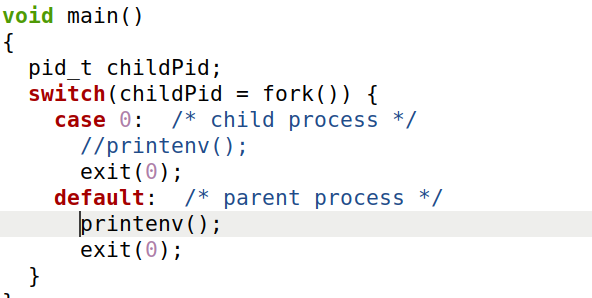 void main()
{
  pid_t childPid;
  switch(childPid = fork()) {
    case 0:  /* child process */
      //printenv();
      exit(0);
    default:  /* parent process */
      printenv();
      exit(0);
  }
}